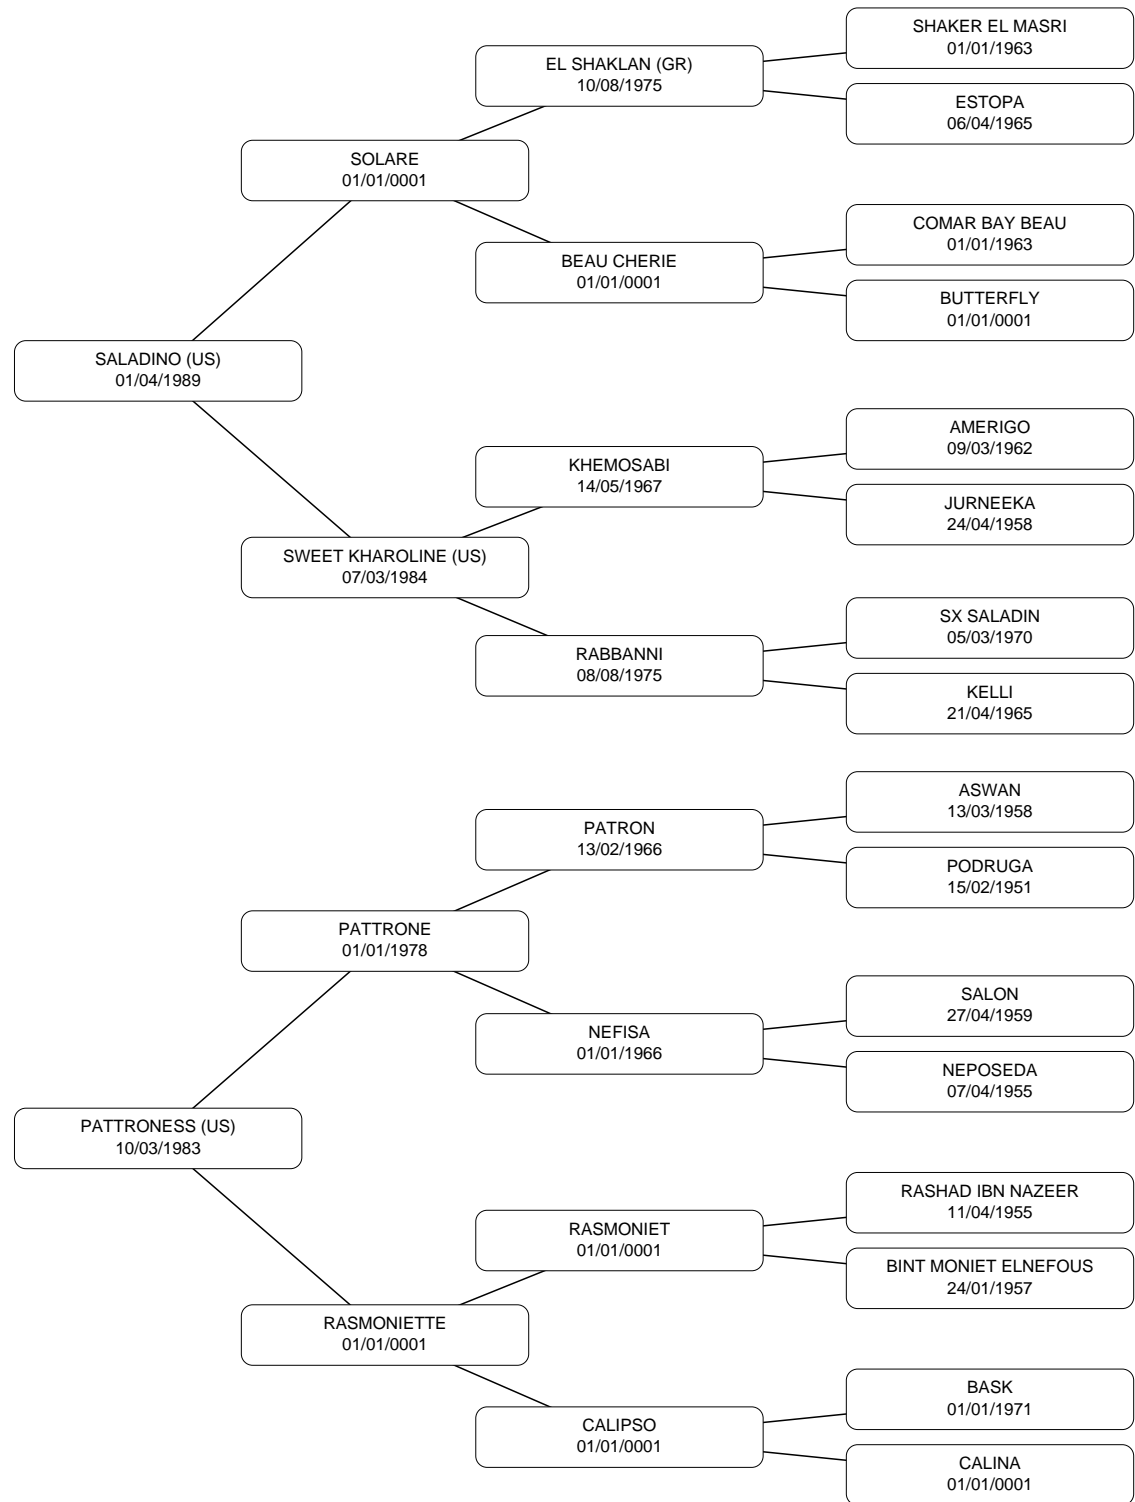 SHAKER EL MASRI
01/01/1963
EL SHAKLAN (GR)
10/08/1975
ESTOPA
06/04/1965
SOLARE
01/01/0001
COMAR BAY BEAU
01/01/1963
BEAU CHERIE
01/01/0001
BUTTERFLY
01/01/0001
SALADINO (US)
01/04/1989
AMERIGO
09/03/1962
KHEMOSABI
14/05/1967
JURNEEKA
24/04/1958
SWEET KHAROLINE (US)
07/03/1984
SX SALADIN
05/03/1970
RABBANNI
08/08/1975
KELLI
21/04/1965
ASWAN
13/03/1958
PATRON
13/02/1966
PODRUGA
15/02/1951
PATTRONE
01/01/1978
SALON
27/04/1959
NEFISA
01/01/1966
NEPOSEDA
07/04/1955
PATTRONESS (US)
10/03/1983
RASHAD IBN NAZEER
11/04/1955
RASMONIET
01/01/0001
BINT MONIET ELNEFOUS
24/01/1957
RASMONIETTE
01/01/0001
BASK
01/01/1971
CALIPSO
01/01/0001
CALINA
01/01/0001